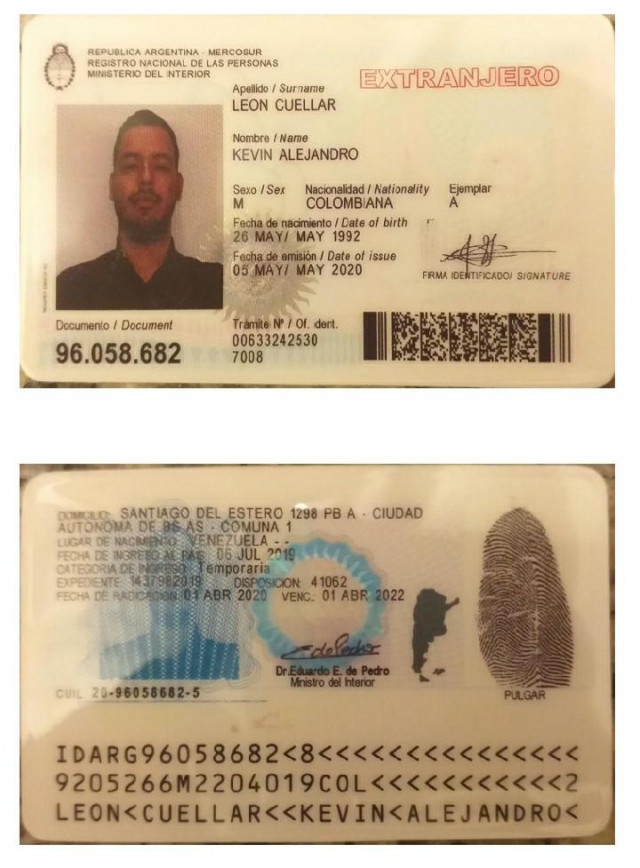 REPUBLICA ARGENTINA - MERCOSUR
REGISTRO NACIONAL DE LAS PERSONAS
MINISTERIO DEL INTERIOR
EXTRANJERO
Apellido / Surname
LEON CUELLAR
Nombre / Name
KEVIN ALEJANDRO
Sexo / Sex Nacionalidad / Nationality Ejemplar
M COLOMBIANA A
Fecha de nacimiento / Date of birth
26 MAY/ MAY 1992
Fecha de emisión / Date of issue
05 MAY/ MAY 2020
FIRMA IDENTIFICADO/ SIGNATURE
Documento / Document
96.058.682
Trámite Nº / Of. ident.
00633242530
7008
DOMICILIO: SANTIAGO DEL ESTERO 1298 PB A - CIUDAD
AUTONOMA DE BS AS - COMUNA 1
LUGAR DE NACIMIENTO: VENEZUELA - -
FECHA DE INGRESO AL PAIS: 06 JUL 2019
CATEGORIA DE INGRESO: Temporaria
EXPEDIENTE: 1437982019 DISPOSICION: 41062
FECHA DE RADICACION: 01 ABR 2020 VENC.: 01 ABR 2022
Dr. Eduardo E. de Pedro
Ministro del Interior
CUIL: 20-96058682-5
PULGAR
IDARG96058682<8<<<<<<<<<<<<<<<
9205266M2204019COL<<<<<<<<<<<2
LEON<CUELLAR<<KEVIN<ALEJANDRO<